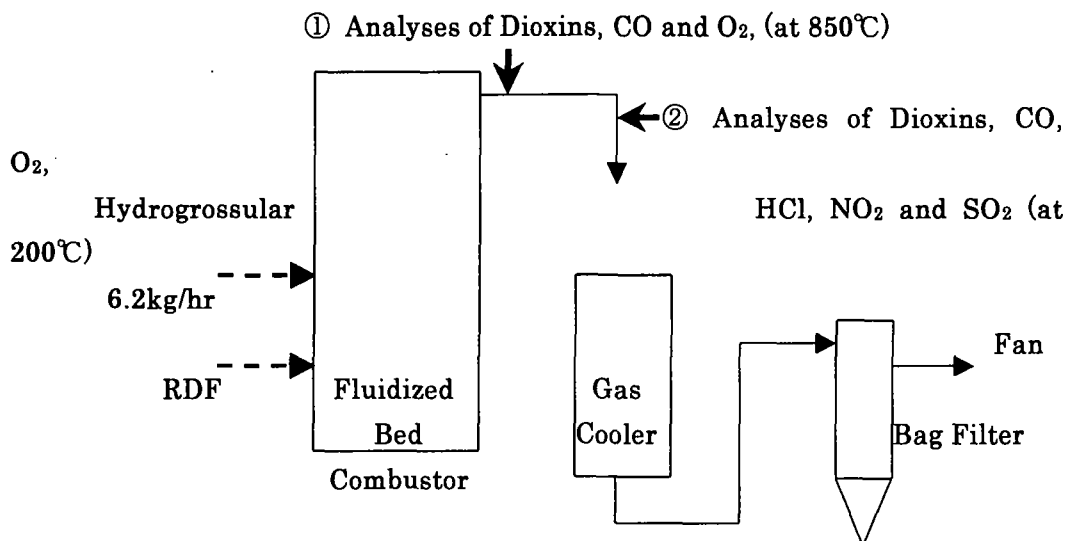 ① Analyses of Dioxins, CO and O₂, (at 850℃)
② Analyses of Dioxins, CO,
O₂,
Hydrogrossular
HCl, NO₂ and SO₂ (at
200℃)
6.2kg/hr
RDF
Fluidized
Bed
Combustor
Gas
Cooler
Fan
Bag Filter